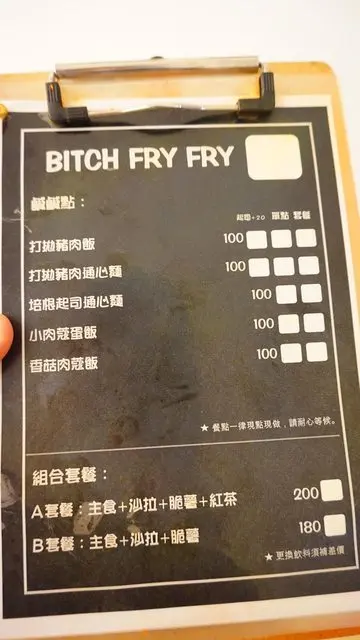 BITCH FRY FRY
鹹鹹點：
起司+20 單點 套餐
打拋豬肉飯 100
打拋豬肉通心麵 100
培根起司通心麵 100
小肉蔻蛋飯 100
香菇肉蔻飯 100
★ 餐點一律現點現做，請耐心等候。
組合套餐：
A套餐：主食+沙拉+脆薯+紅茶 200
B套餐：主食+沙拉+脆薯 180
★ 更換飲料須補差價